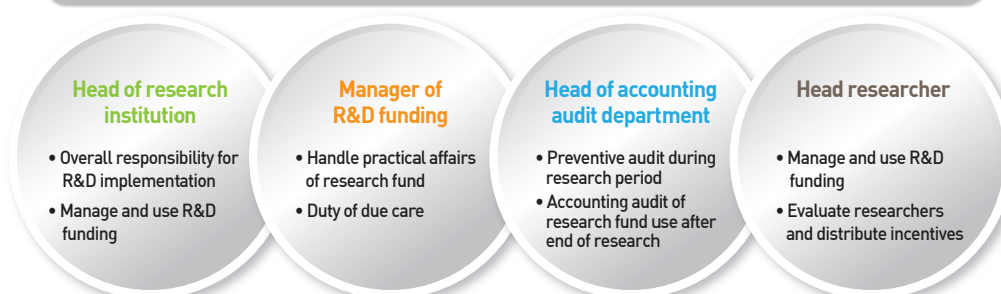 Head of research
institution
• Overall responsibility for
R&D implementation
• Manage and use R&D
funding
Manager of
R&D funding
• Handle practical affairs
of research fund
• Duty of due care
Head of accounting
audit department
• Preventive audit during
research period
• Accounting audit of
research fund use after
end of research
Head researcher
• Manage and use R&D
funding
• Evaluate researchers
and distribute incentives